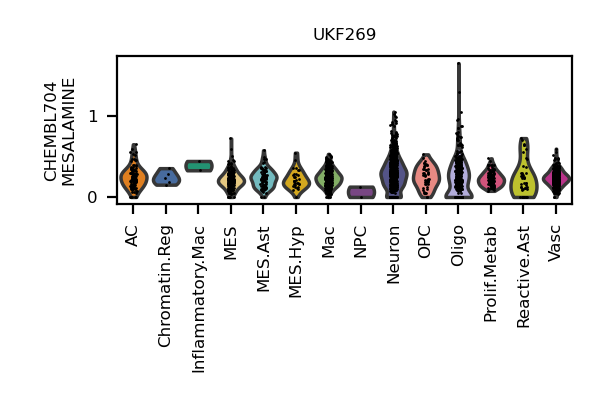 UKF269
CHEMBL704
MESALAMINE
1
0
AC
Chromatin.Reg
Inflammatory.Mac
MES
MES.Ast
MES.Hyp
Mac
NPC
Neuron
OPC
Oligo
Prolif.Metab
Reactive.Ast
Vasc